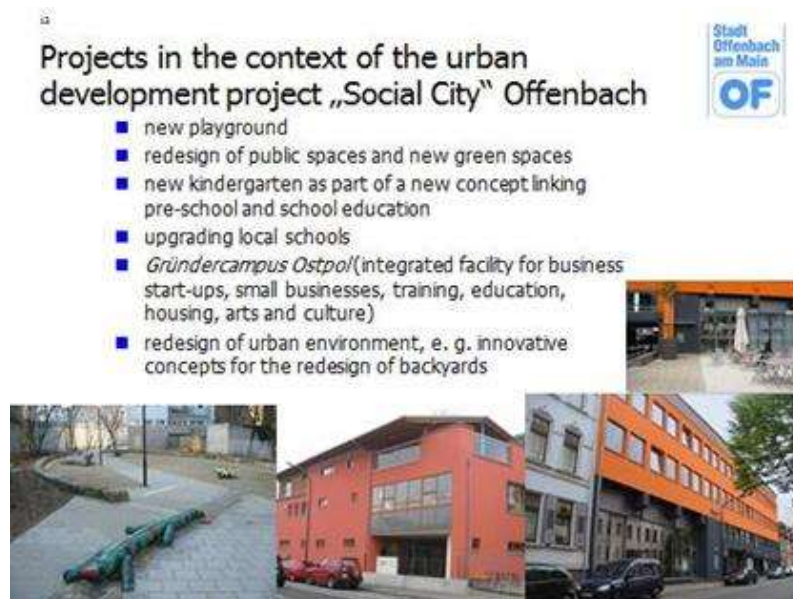 Projects in the context of the urban
development project „Social City“ Offenbach
Stadt
Offenbach
am Main
OF
new playground
redesign of public spaces and new green spaces
new kindergarten as part of a new concept linking
pre-school and school education
upgrading local schools
Gründercampus Ostpol (integrated facility for business
start-ups, small businesses, training, education,
housing, arts and culture)
redesign of urban environment, e. g. innovative
concepts for the redesign of backyards